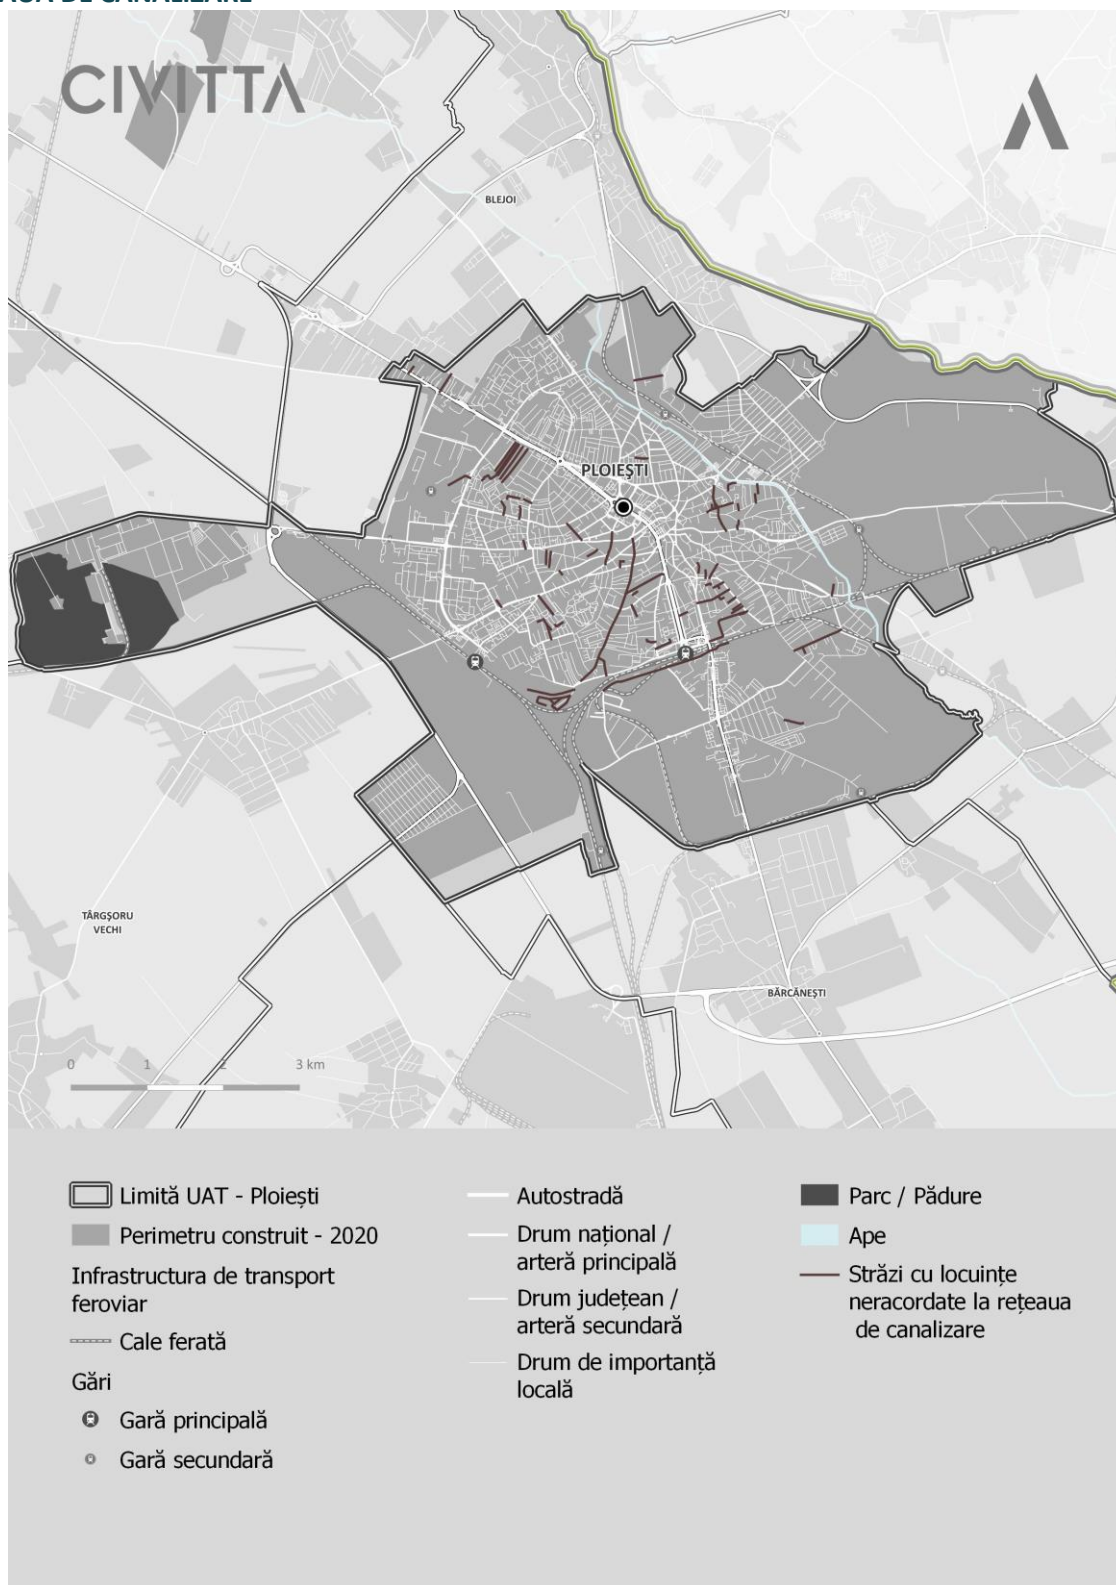 DE CANALIZARE
CIVITTA
BLEJOI
PLOIEȘTI
TÂRGȘORU
VECHI
BĂRCĂNEȘTI
0 1 2 3 km
Limită UAT - Ploiești
Perimetru construit - 2020
Infrastructura de transport
feroviar
Cale ferată
Gări
Gară principală
Gară secundară
Autostradă
Drum național /
arteră principală
Drum județean /
arteră secundară
Drum de importanță
locală
Parc / Pădure
Ape
Străzi cu locuințe
neracordate la rețeaua
de canalizare